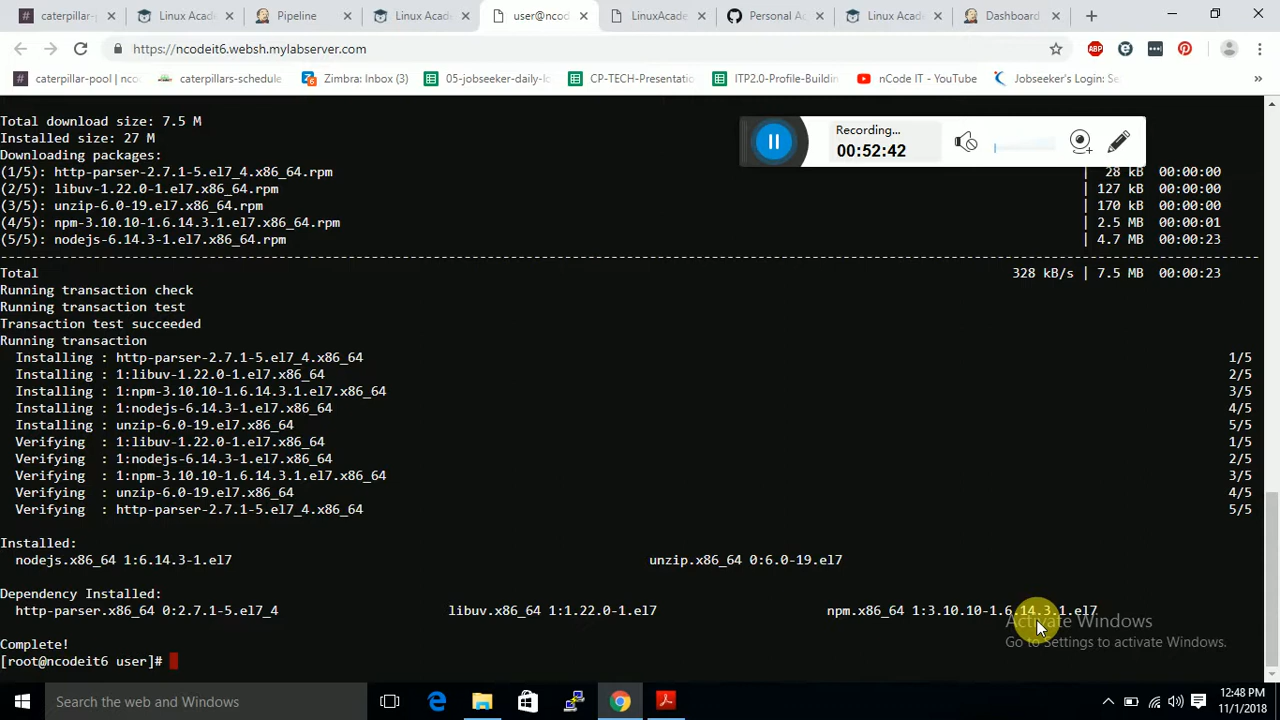 caterpillar-p
Linux Acad
Pipeline
Linux Acad
user@ncod
LinuxAcade
Personal Ac
Linux Acad
Dashboard
https://ncodeit6.websh.mylabserver.com
caterpillar-pool | ncod
caterpillars-schedule
Zimbra: Inbox (3)
05-jobseeker-daily-lo
CP-TECH-Presentatio
ITP2.0-Profile-Buildin
nCode IT - YouTube
Jobseeker's Login: Se
»
ABP
Recording...
00:52:42
Total download size: 7.5 M
Installed size: 27 M
Downloading packages:
(1/5): http-parser-2.7.1-5.el7_4.x86_64.rpm | 28 kB 00:00:00
(2/5): libuv-1.22.0-1.el7.x86_64.rpm | 127 kB 00:00:00
(3/5): unzip-6.0-19.el7.x86_64.rpm | 170 kB 00:00:00
(4/5): npm-3.10.10-1.6.14.3.1.el7.x86_64.rpm | 2.5 MB 00:00:01
(5/5): nodejs-6.14.3-1.el7.x86_64.rpm | 4.7 MB 00:00:23
Total 328 kB/s | 7.5 MB 00:00:23
Running transaction check
Running transaction test
Transaction test succeeded
Running transaction
Installing : http-parser-2.7.1-5.el7_4.x86_64 1/5
Installing : 1:libuv-1.22.0-1.el7.x86_64 2/5
Installing : 1:npm-3.10.10-1.6.14.3.1.el7.x86_64 3/5
Installing : 1:nodejs-6.14.3-1.el7.x86_64 4/5
Installing : unzip-6.0-19.el7.x86_64 5/5
Verifying : 1:libuv-1.22.0-1.el7.x86_64 1/5
Verifying : 1:nodejs-6.14.3-1.el7.x86_64 2/5
Verifying : 1:npm-3.10.10-1.6.14.3.1.el7.x86_64 3/5
Verifying : unzip-6.0-19.el7.x86_64 4/5
Verifying : http-parser-2.7.1-5.el7_4.x86_64 5/5
Installed:
nodejs.x86_64 1:6.14.3-1.el7 unzip.x86_64 0:6.0-19.el7
Dependency Installed:
http-parser.x86_64 0:2.7.1-5.el7_4 libuv.x86_64 1:1.22.0-1.el7 npm.x86_64 1:3.10.10-1.6.14.3.1.el7
Complete!
[root@ncodeit6 user]#
Activate Windows
Go to Settings to activate Windows.
Search the web and Windows
12:48 PM
11/1/2018